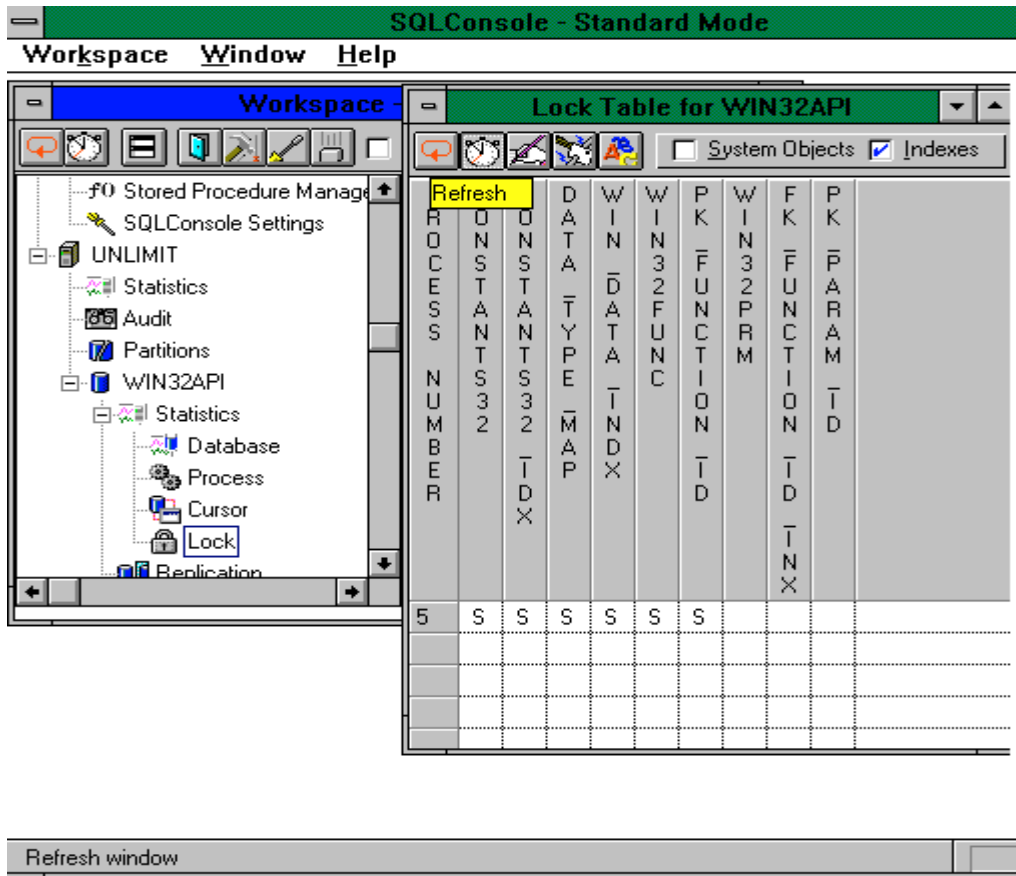 SQLConsole - Standard Mode
Workspace Window Help
Workspace -
Stored Procedure Manage
SQLConsole Settings
UNLIMIT
Statistics
Audit
Partitions
WIN32API
Statistics
Database
Process
Cursor
Lock
Replication
Lock Table for WIN32API
System Objects Indexes
Refresh
ROCESS NUMBER
ONSTANTS32
ONSTANTS32_IDX
DATA_TYPE_MAP
WIN_DATA_INDX
WIN32FUNC
PK_FUNCTION_ID
WIN32PRM
FK_FUNCTION_ID_INX
PK_PARAM_ID
5 S S S S S S
Refresh window